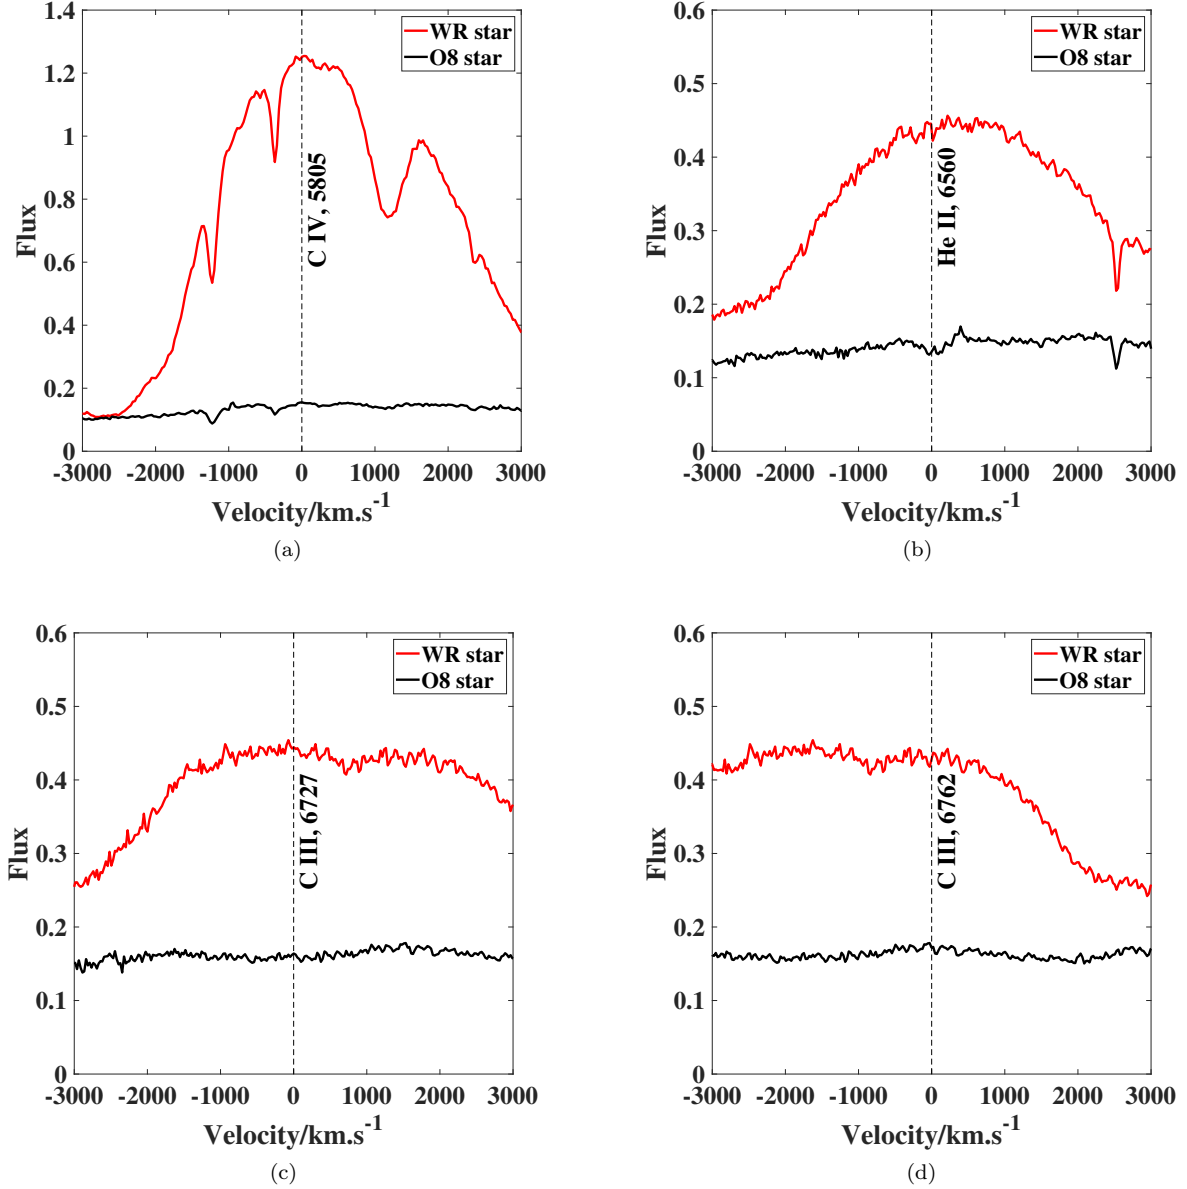 1.4
1.2
1
0.8
0.6
0.4
0.2
0
Flux
WR star
O8 star
C IV, 5805
-3000 -2000 -1000 0 1000 2000 3000
Velocity/km.s-1
(a)
0.6
0.5
0.4
0.3
0.2
0.1
0
Flux
WR star
O8 star
He II, 6560
-3000 -2000 -1000 0 1000 2000 3000
Velocity/km.s-1
(b)
0.6
0.5
0.4
0.3
0.2
0.1
0
Flux
WR star
O8 star
C III, 6727
-3000 -2000 -1000 0 1000 2000 3000
Velocity/km.s-1
(c)
0.6
0.5
0.4
0.3
0.2
0.1
0
Flux
WR star
O8 star
C III, 6762
-3000 -2000 -1000 0 1000 2000 3000
Velocity/km.s-1
(d)